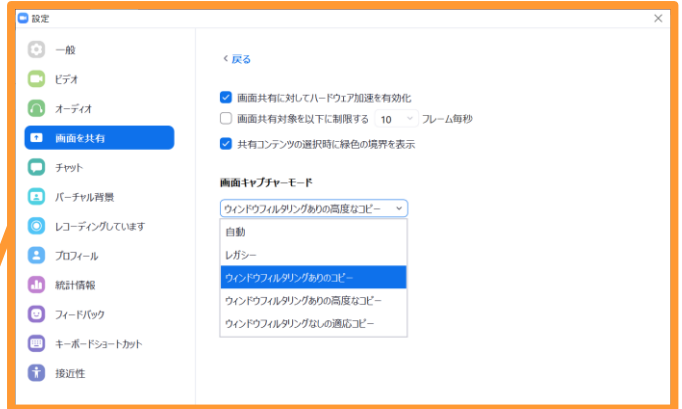 設定
一般
ビデオ
オーディオ
画面を共有
チャット
バーチャル背景
レコーディングしています
プロフィール
統計情報
フィードバック
キーボードショートカット
接近性
戻る
画面共有に対してハードウェア加速を有効化
画面共有対象を以下に制限する 10 フレーム毎秒
共有コンテンツの選択時に緑色の境界を表示
画面キャプチャーモード
ウィンドウフィルタリングありの高度なコピー
自動
レガシー
ウィンドウフィルタリングありのコピー
ウィンドウフィルタリングありの高度なコピー
ウィンドウフィルタリングなしの適応コピー